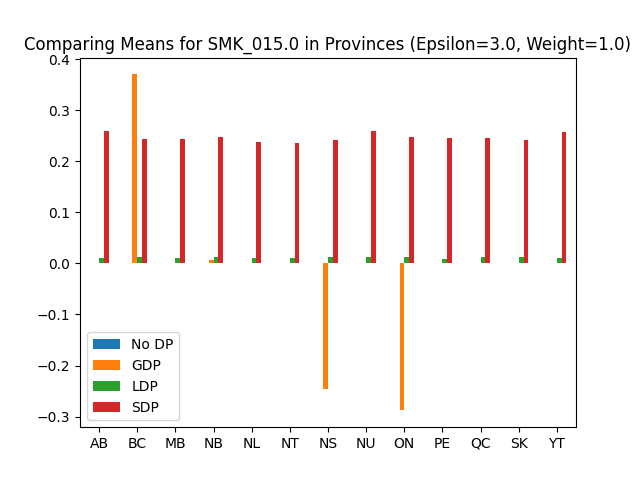 Comparing Means for SMK_015.0 in Provinces (Epsilon=3.0, Weight=1.0)
0.4
0.3
0.2
0.1
0.0
−0.1
−0.2
−0.3
No DP
GDP
LDP
SDP
AB BC MB NB NL NT NS NU ON PE QC SK YT